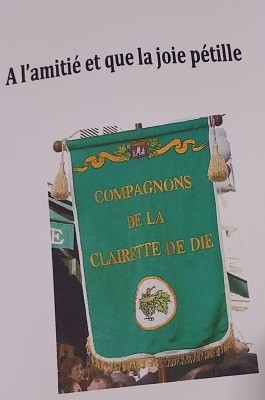 A l'amitié et que la joie pétille
COMPAGNONS
DE LA
CLAIRETTE DE DIE
E